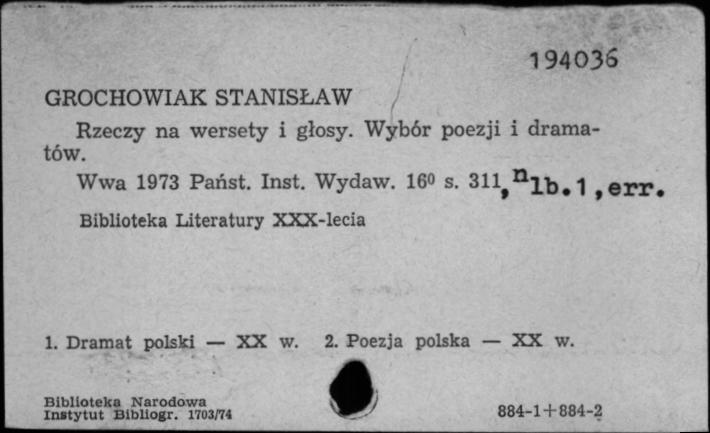 194036
GROCHOWIAK STANISŁAW
Rzeczy na wersety i głosy. Wybór poezji i drama-
tów.
Wwa 1973 Państ. Inst. Wydaw. 16⁰ s. 311, nlb.1, err.
Biblioteka Literatury XXX-lecia
1. Dramat polski — XX w. 2. Poezja polska — XX w.
Biblioteka Narodowa
Instytut Bibliogr. 1703/74
884-1+884-2